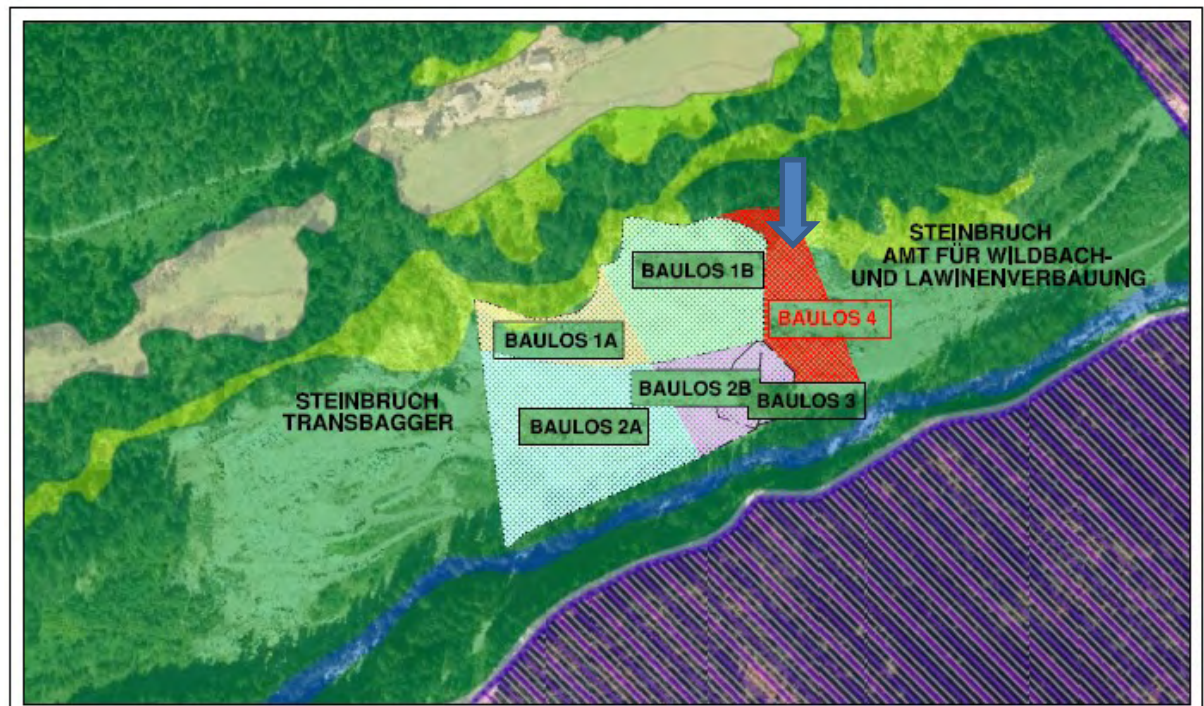 STEINBRUCH
AMT FÜR WILDBACH-
UND LAWINENVERBAUUNG
BAULOS 1B
BAULOS 4
BAULOS 1A
BAULOS 2B
BAULOS 3
STEINBRUCH
TRANSBAGGER
BAULOS 2A